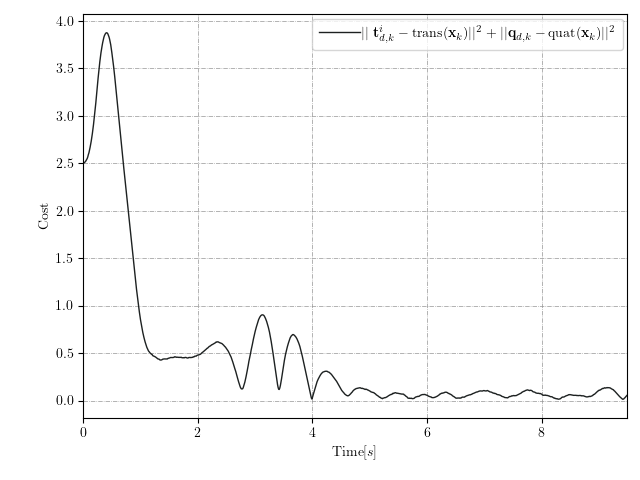 || t^i_{d,k} − trans(x_k)||^2 + ||q_{d,k} − quat(x_k)||^2
4.0
3.5
3.0
2.5
2.0
1.5
1.0
0.5
0.0
Cost
0 2 4 6 8
Time[s]